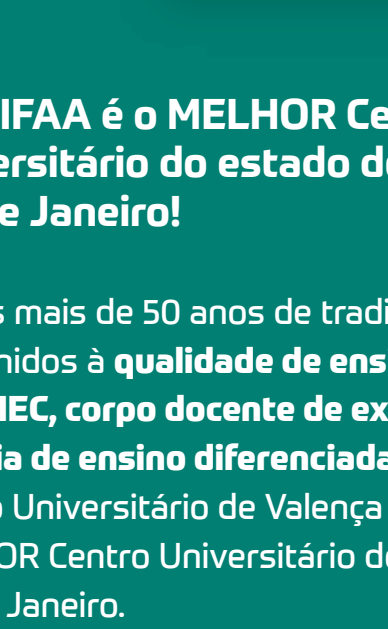 IFAA é o MELHOR Ce
ersitário do estado d
e Janeiro!
s mais de 50 anos de tradi
nidos à qualidade de ens
MEC, corpo docente de ex
ia de ensino diferenciada
o Universitário de Valença
OR Centro Universitário d
Janeiro.